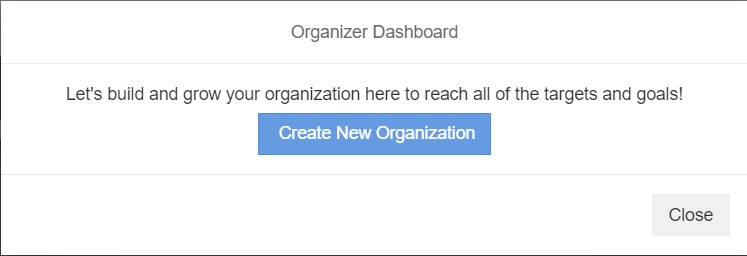 Organizer Dashboard
Let's build and grow your organization here to reach all of the targets and goals!
Create New Organization
Close